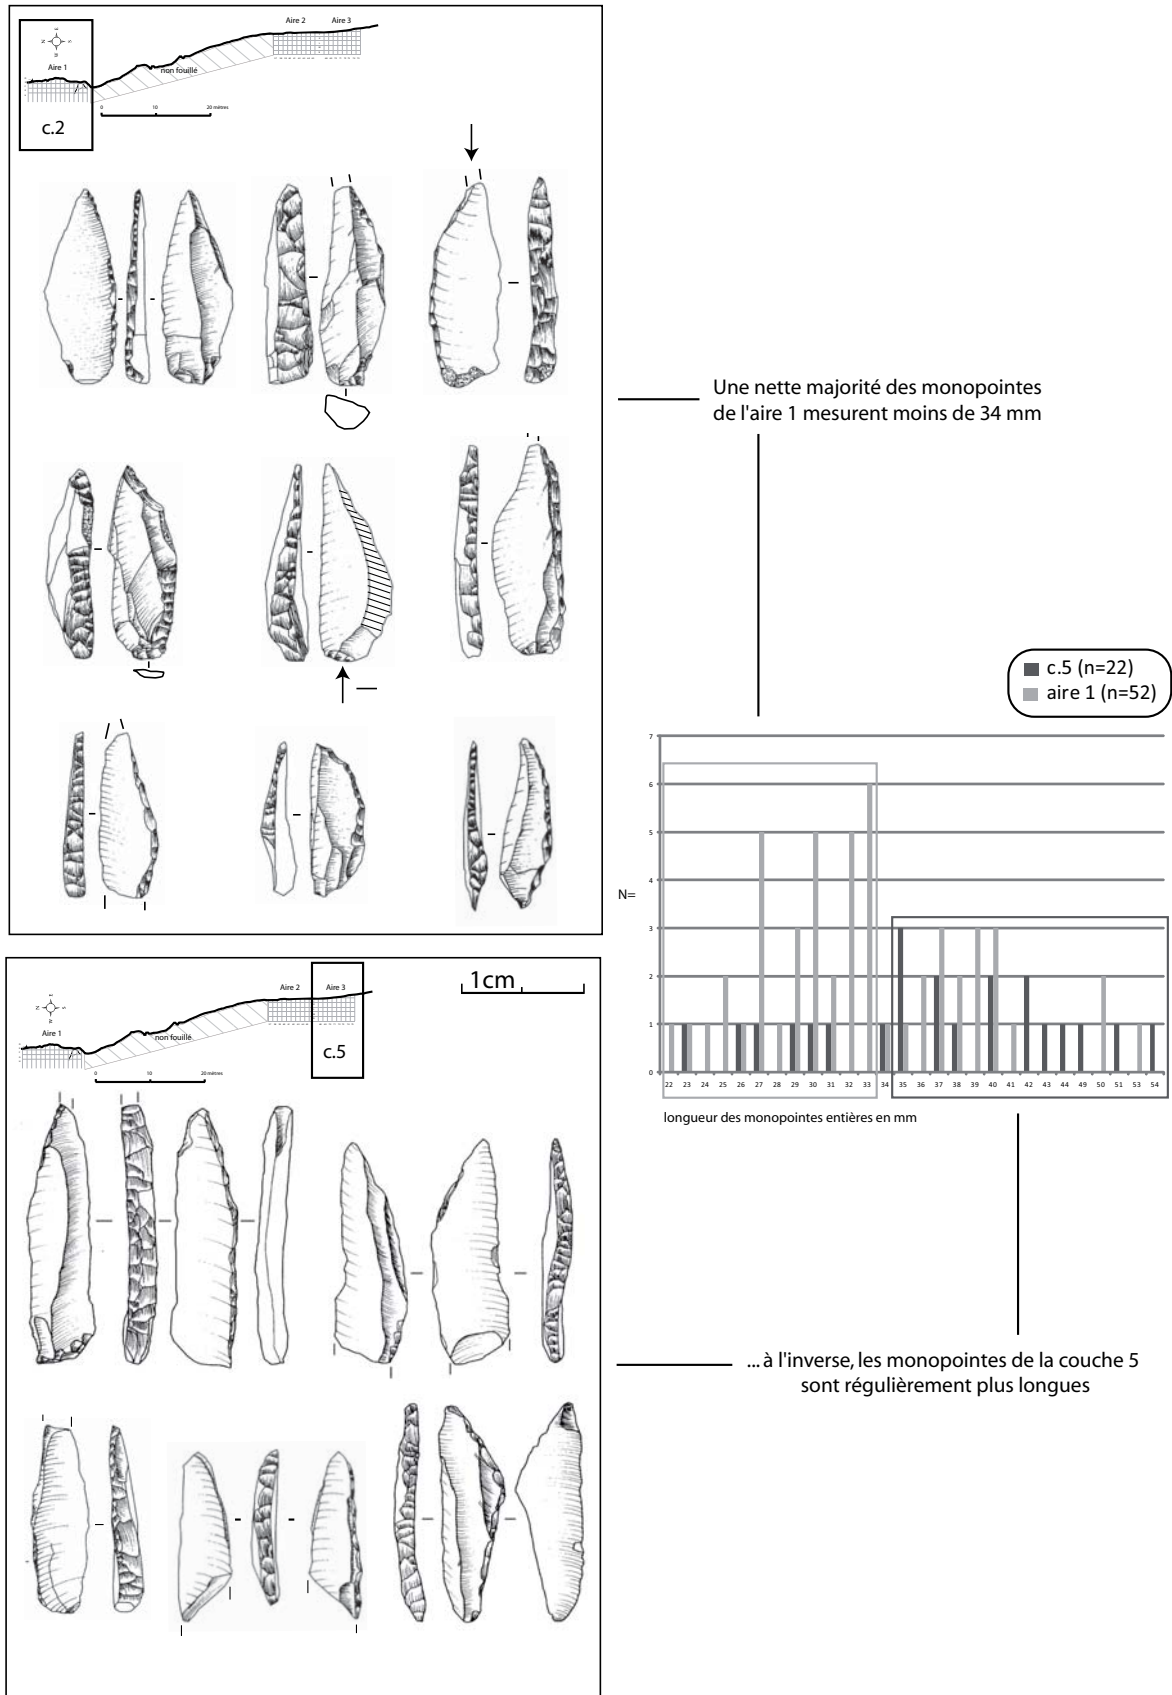 Aire 2 Aire 3
Aire 1
non fouillé
0 10 20 mètres
c.2
Une nette majorité des monopointes
de l'aire 1 mesurent moins de 34 mm
c.5 (n=22)
aire 1 (n=52)
7
6
5
4
N=
3
2
1
0
22 23 24 25 26 27 28 29 30 31 32 33 34 35 36 37 38 39 40 41 42 43 44 49 50 51 53 54
longueur des monopointes entières en mm
1cm
Aire 2 Aire 3
Aire 1
non fouillé
c.5
0 10 20 mètres
... à l'inverse, les monopointes de la couche 5
sont régulièrement plus longues